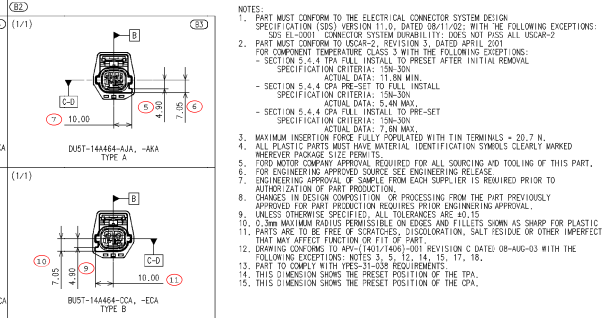 B2
(1/1)
B3
B
C-D
5
6
7
10.00
4.90
7.05
DU5T-14A464-AJA, -AKA
TYPE A
CA
(1/1)
B
C-D
10
9
7.05
4.90
10.00
11
BU5T-14A464-CCA, -ECA
TYPE B
CA
NOTES:
1. PART MUST CONFORM TO THE ELECTRICAL CONNECTOR SYSTEM DESIGN
SPECIFICATION (SDS) VERSION 11.0, DATED 08/11/02; WITH THE FOLLOWING EXCEPTIONS:
SDS EL-0001 CONNECTOR SYSTEM DURABILITY: DOES NOT PASS ALL USCAR-2
2. PART MUST CONFORM TO USCAR-2, REVISION 3, DATED APRIL 2001
FOR COMPONENT TEMPERATURE CLASS 3 WITH THE FOLLOWING EXCEPTIONS:
- SECTION 5.4.4 TPA FULL INSTALL TO PRESET AFTER INITIAL REMOVAL
SPECIFICATION CRITERIA: 15N-30N
ACTUAL DATA: 11.8N MIN.
- SECTION 5.4.4 CPA PRE-SET TO FULL INSTALL
SPECIFICATION CRITERIA: 15N-30N
ACTUAL DATA: 5.4N MAX.
- SECTION 5.4.4 CPA FULL INSTALL TO PRE-SET
SPECIFICATION CRITERIA: 15N-30N
ACTUAL DATA: 7.6N MAX.
3. MAXIMUM INSERTION FORCE FULLY POPULATED WITH TIN TERMINALS = 20.7 N.
4. ALL PLASTIC PARTS MUST HAVE MATERIAL IDENTIFICATION SYMBOLS CLEARLY MARKED
WHEREVER PACKAGE SIZE PERMITS.
5. FORD MOTOR COMPANY APPROVAL REQUIRED FOR ALL SOURCING AND TOOLING OF THIS PART.
6. FOR ENGINEERING APPROVED SOURCE SEE ENGINEERING RELEASE.
7. ENGINEERING APPROVAL OF SAMPLE FROM EACH SUPPLIER IS REQUIRED PRIOR TO
AUTHORIZATION OF PART PRODUCTION.
8. CHANGES IN DESIGN COMPOSITION OR PROCESSING FROM THE PART PREVIOUSLY
APPROVED FOR PART PRODUCTION REQUIRES PRIOR ENGINNERING APPROVAL.
9. UNLESS OTHERWISE SPECIFIED, ALL TOLERANCES ARE ±0.15
10. 0.3mm MAXIMUM RADIUS PERMISSIBLE ON EDGES AND FILLETS SHOWN AS SHARP FOR PLASTIC
11. PARTS ARE TO BE FREE OF SCRATCHES, DISCOLORATION, SALT RESIDUE OR OTHER IMPERFECT
THAT MAY AFFECT FUNCTION OR FIT OF PART.
12. DRAWING CONFORMS TO APV-(T401/T406)-001 REVISION C DATED 08-AUG-03 WITH THE
FOLLOWING EXCEPTIONS: NOTES 3, 5, 12, 14, 15, 17, 18.
13. PART TO COMPLY WITH YPES-31-038 REQUIREMENTS.
14. THIS DIMENSION SHOWS THE PRESET POSITION OF THE TPA.
15. THIS DIMENSION SHOWS THE PRESET POSITION OF THE CPA.